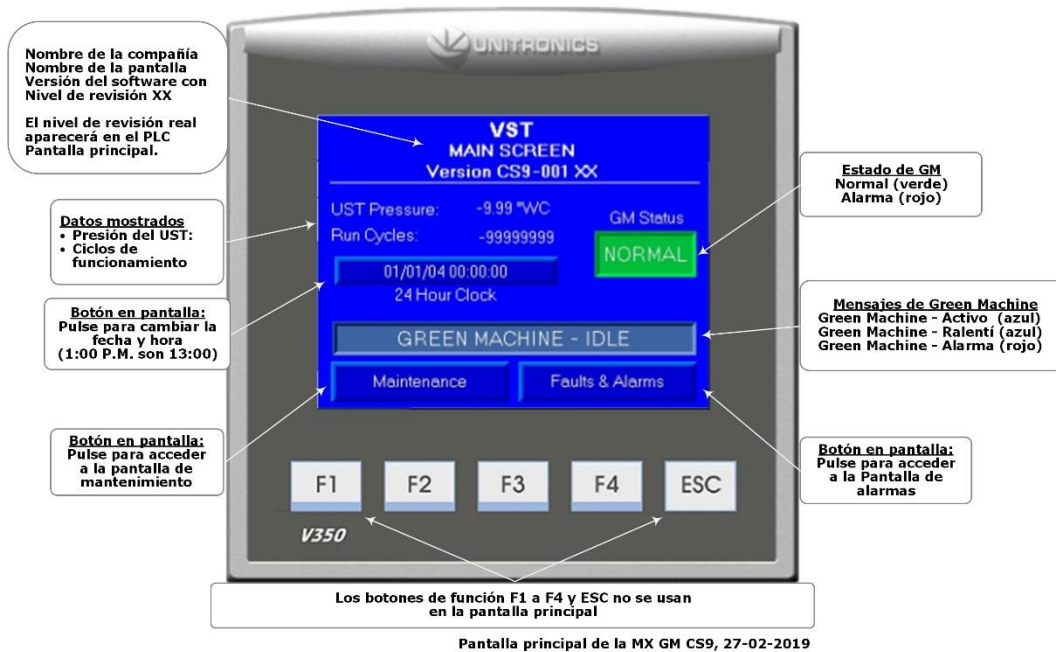 UNITRONICS
Nombre de la compañía
Nombre de la pantalla
Versión del software con
Nivel de revisión XX
El nivel de revisión real
aparecerá en el PLC
Pantalla principal.
VST
MAIN SCREEN
Version CS9-001 XX
UST Pressure: -9.99 "WC
Run Cycles: -99999999
GM Status
NORMAL
01/01/04 00:00:00
24 Hour Clock
GREEN MACHINE - IDLE
Maintenance
Faults & Alarms
Datos mostrados
• Presión del UST:
• Ciclos de
funcionamiento
Botón en pantalla:
Pulse para cambiar la
fecha y hora
(1:00 P.M. son 13:00)
Botón en pantalla:
Pulse para acceder
a la pantalla de
mantenimiento
Estado de GM
Normal (verde)
Alarma (rojo)
Mensajes de Green Machine
Green Machine - Activo (azul)
Green Machine - Ralentí (azul)
Green Machine - Alarma (rojo)
Botón en pantalla:
Pulse para acceder
a la Pantalla de
alarmas
F1 F2 F3 F4 ESC
V350
Los botones de función F1 a F4 y ESC no se usan
en la pantalla principal
Pantalla principal de la MX GM CS9, 27-02-2019